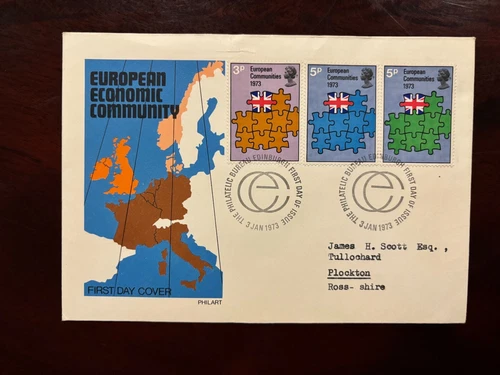 EUROPEAN
ECONOMIC
COMMUNITY
FIRST DAY COVER
PHILART
3P
European
Communities
1973
5P
European
Communities
1973
5P
European
Communities
1973
THE PHILATELIC BUREAU EDINBURGH FIRST DAY OF ISSUE
3 JAN 1973
THE PHILATELIC BUREAU EDINBURGH FIRST DAY OF ISSUE
3 JAN 1973
James H. Scott Esq.,
Tullochard
Plockton
Ross-shire